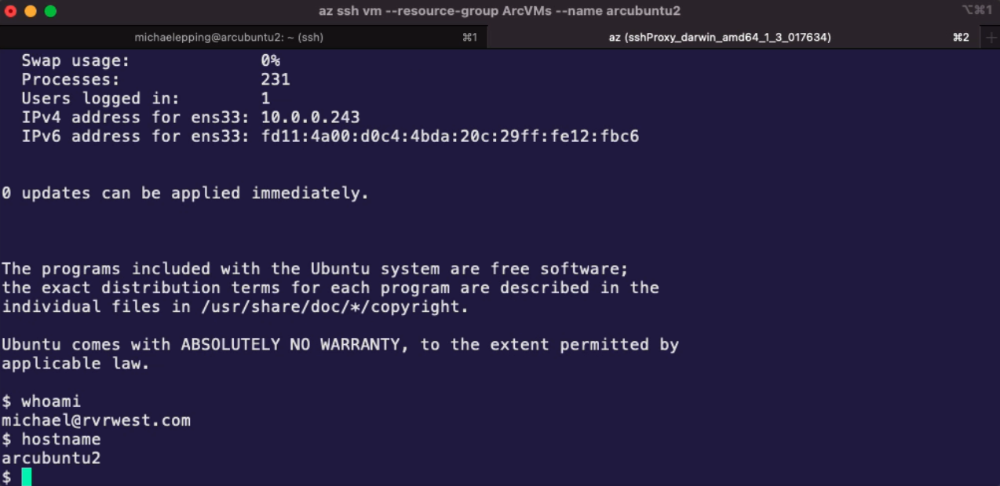 az ssh vm --resource-group ArcVMs --name arcubuntu2
⌥⌘1
michaelepping@arcubuntu2: ~ (ssh)
⌘1
az (sshProxy_darwin_amd64_1_3_017634)
⌘2
Swap usage: 0%
Processes: 231
Users logged in: 1
IPv4 address for ens33: 10.0.0.243
IPv6 address for ens33: fd11:4a00:d0c4:4bda:20c:29ff:fe12:fbc6
0 updates can be applied immediately.
The programs included with the Ubuntu system are free software;
the exact distribution terms for each program are described in the
individual files in /usr/share/doc/*/copyright.
Ubuntu comes with ABSOLUTELY NO WARRANTY, to the extent permitted by
applicable law.
$ whoami
michael@rvrwest.com
$ hostname
arcubuntu2
$